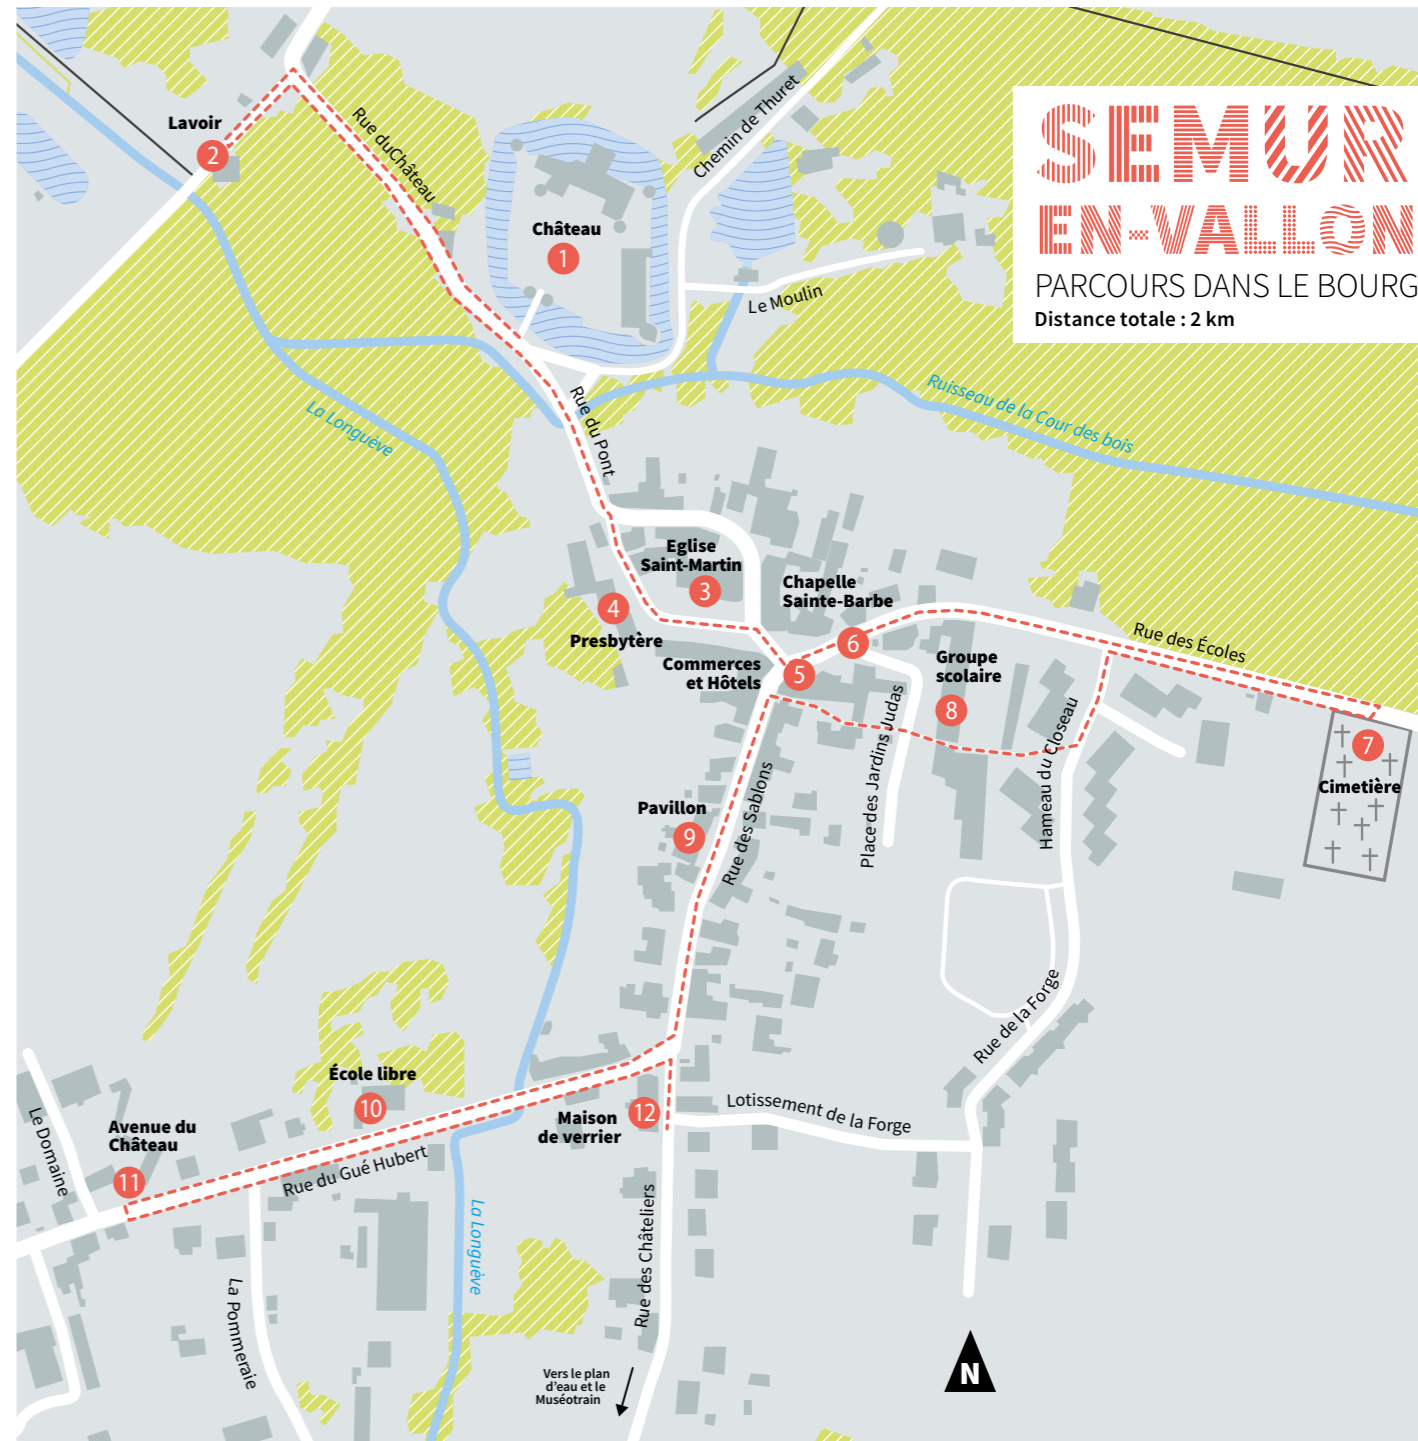 SEMUR
EN-VALLON
PARCOURS DANS LE BOURG
Distance totale : 2 km
Lavoir
2
Rue duChâteau
Chemin de Thuret
Château
1
Le Moulin
La Longuève
Rue du Pont
Ruisseau de la Cour des bois
Eglise
Saint-Martin
3
4
Presbytère
Chapelle
Sainte-Barbe
6
Commerces
et Hôtels
5
Groupe
scolaire
8
Rue des Écoles
7
Cimetière
Place des Jardins Judas
Hameau du Closeau
Pavillon
9
Rue des Sablons
Rue de la Forge
École libre
10
Maison
de verrier
12
Lotissement de la Forge
Avenue du
Château
11
Le Domaine
Rue du Gué Hubert
La Longuève
Rue des Châteliers
La Pommeraie
Vers le plan
d'eau et le
Muséotrain
N